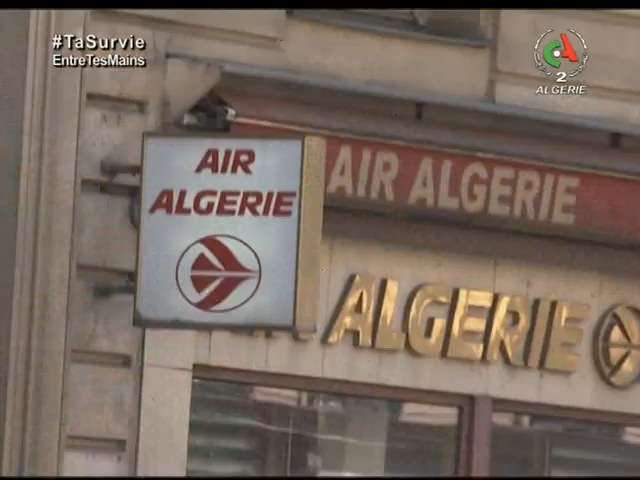 #TaSurvie
EntreTesMains
2
ALGERIE
AIR
ALGERIE
AIR ALGERIE
ALGERIE